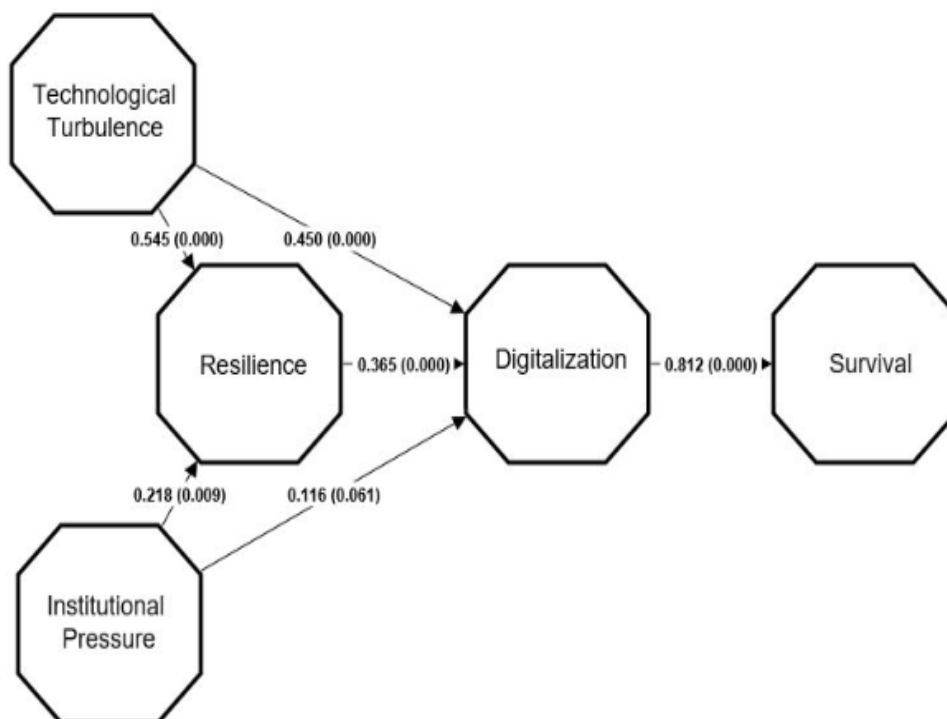 Technological
Turbulence
0.545 (0.000)
0.450 (0.000)
Resilience
0.365 (0.000)
Digitalization
0.812 (0.000)
Survival
0.218 (0.009)
0.116 (0.061)
Institutional
Pressure